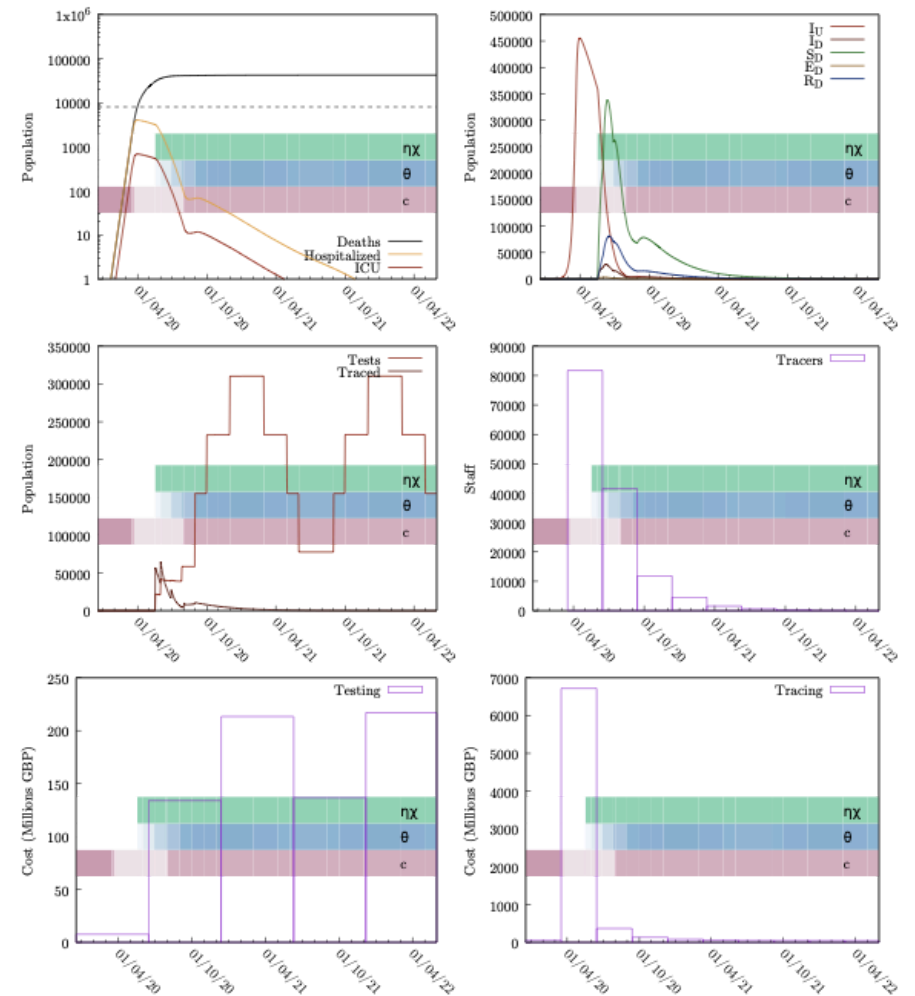 1x10^6
100000
10000
1000
100
10
1
Population
ηχ
θ
c
Deaths
Hospitalized
ICU
01/04/20
01/10/20
01/04/21
01/10/21
01/04/22
500000
450000
400000
350000
300000
250000
200000
150000
100000
50000
0
Population
I_U
I_D
S_D
E_D
R_D
ηχ
θ
c
01/04/20
01/10/20
01/04/21
01/10/21
01/04/22
350000
300000
250000
200000
150000
100000
50000
0
Population
Tests
Traced
ηχ
θ
c
01/04/20
01/10/20
01/04/21
01/10/21
01/04/22
90000
80000
70000
60000
50000
40000
30000
20000
10000
0
Staff
Tracers
ηχ
θ
c
01/04/20
01/10/20
01/04/21
01/10/21
01/04/22
250
200
150
100
50
0
Cost (Millions GBP)
Testing
ηχ
θ
c
01/04/20
01/10/20
01/04/21
01/10/21
01/04/22
7000
6000
5000
4000
3000
2000
1000
0
Cost (Millions GBP)
Tracing
ηχ
θ
c
01/04/20
01/10/20
01/04/21
01/10/21
01/04/22